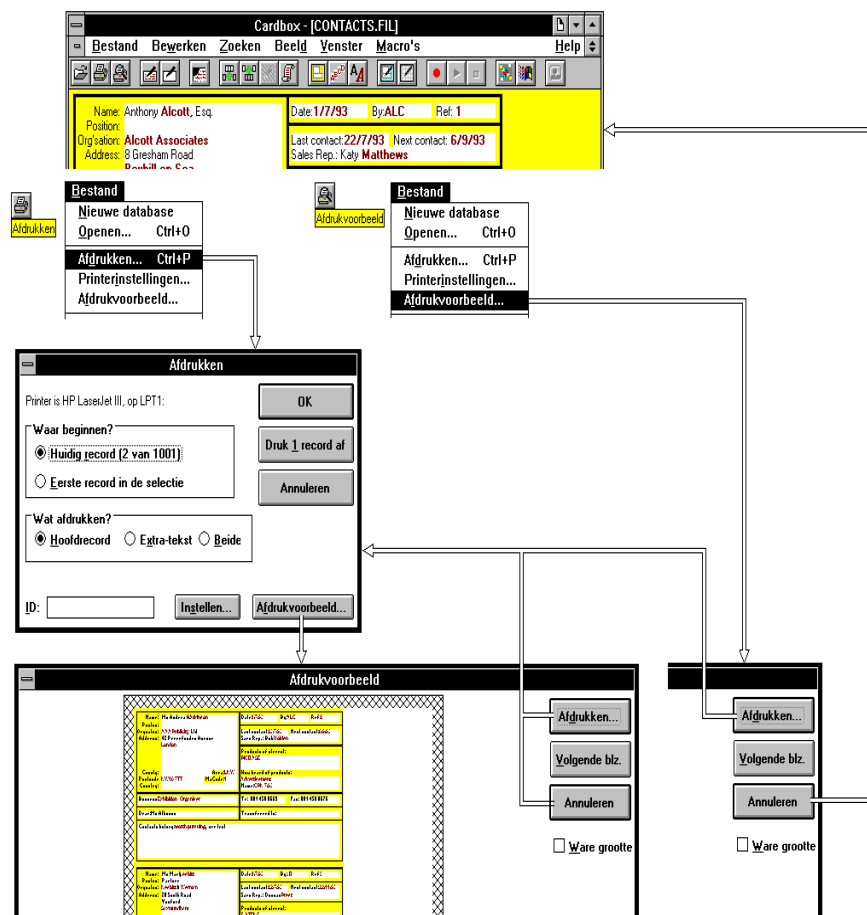 Cardbox - [CONTACTS.FIL]
Bestand Bewerken Zoeken Beeld Venster Macro's Help
Name: Anthony Alcott, Esq. Date:1/7/93 By:ALC Ref: 1
Position:
Org'sation: Alcott Associates Last contact:22/7/93 Next contact: 6/9/93
Address: 8 Gresham Road Sales Rep.: Katy Matthews
Bexhill on Sea
Afdrukken
Bestand
Nieuwe database
Openen... Ctrl+O
Afdrukken... Ctrl+P
Printerinstellingen...
Afdrukvoorbeeld...
Afdrukvoorbeeld
Bestand
Nieuwe database
Openen... Ctrl+O
Afdrukken... Ctrl+P
Printerinstellingen...
Afdrukvoorbeeld...
Afdrukken
Printer is HP LaserJet III, op LPT1:
OK
Waar beginnen?
Huidig record (2 van 1001)
Druk 1 record af
Eerste record in de selectie
Annuleren
Wat afdrukken?
Hoofdrecord Extra-tekst Beide
ID: Instellen... Afdrukvoorbeeld...
Afdrukvoorbeeld
Afdrukken...
Volgende blz.
Annuleren
Ware grootte
Afdrukken...
Volgende blz.
Annuleren
Ware grootte